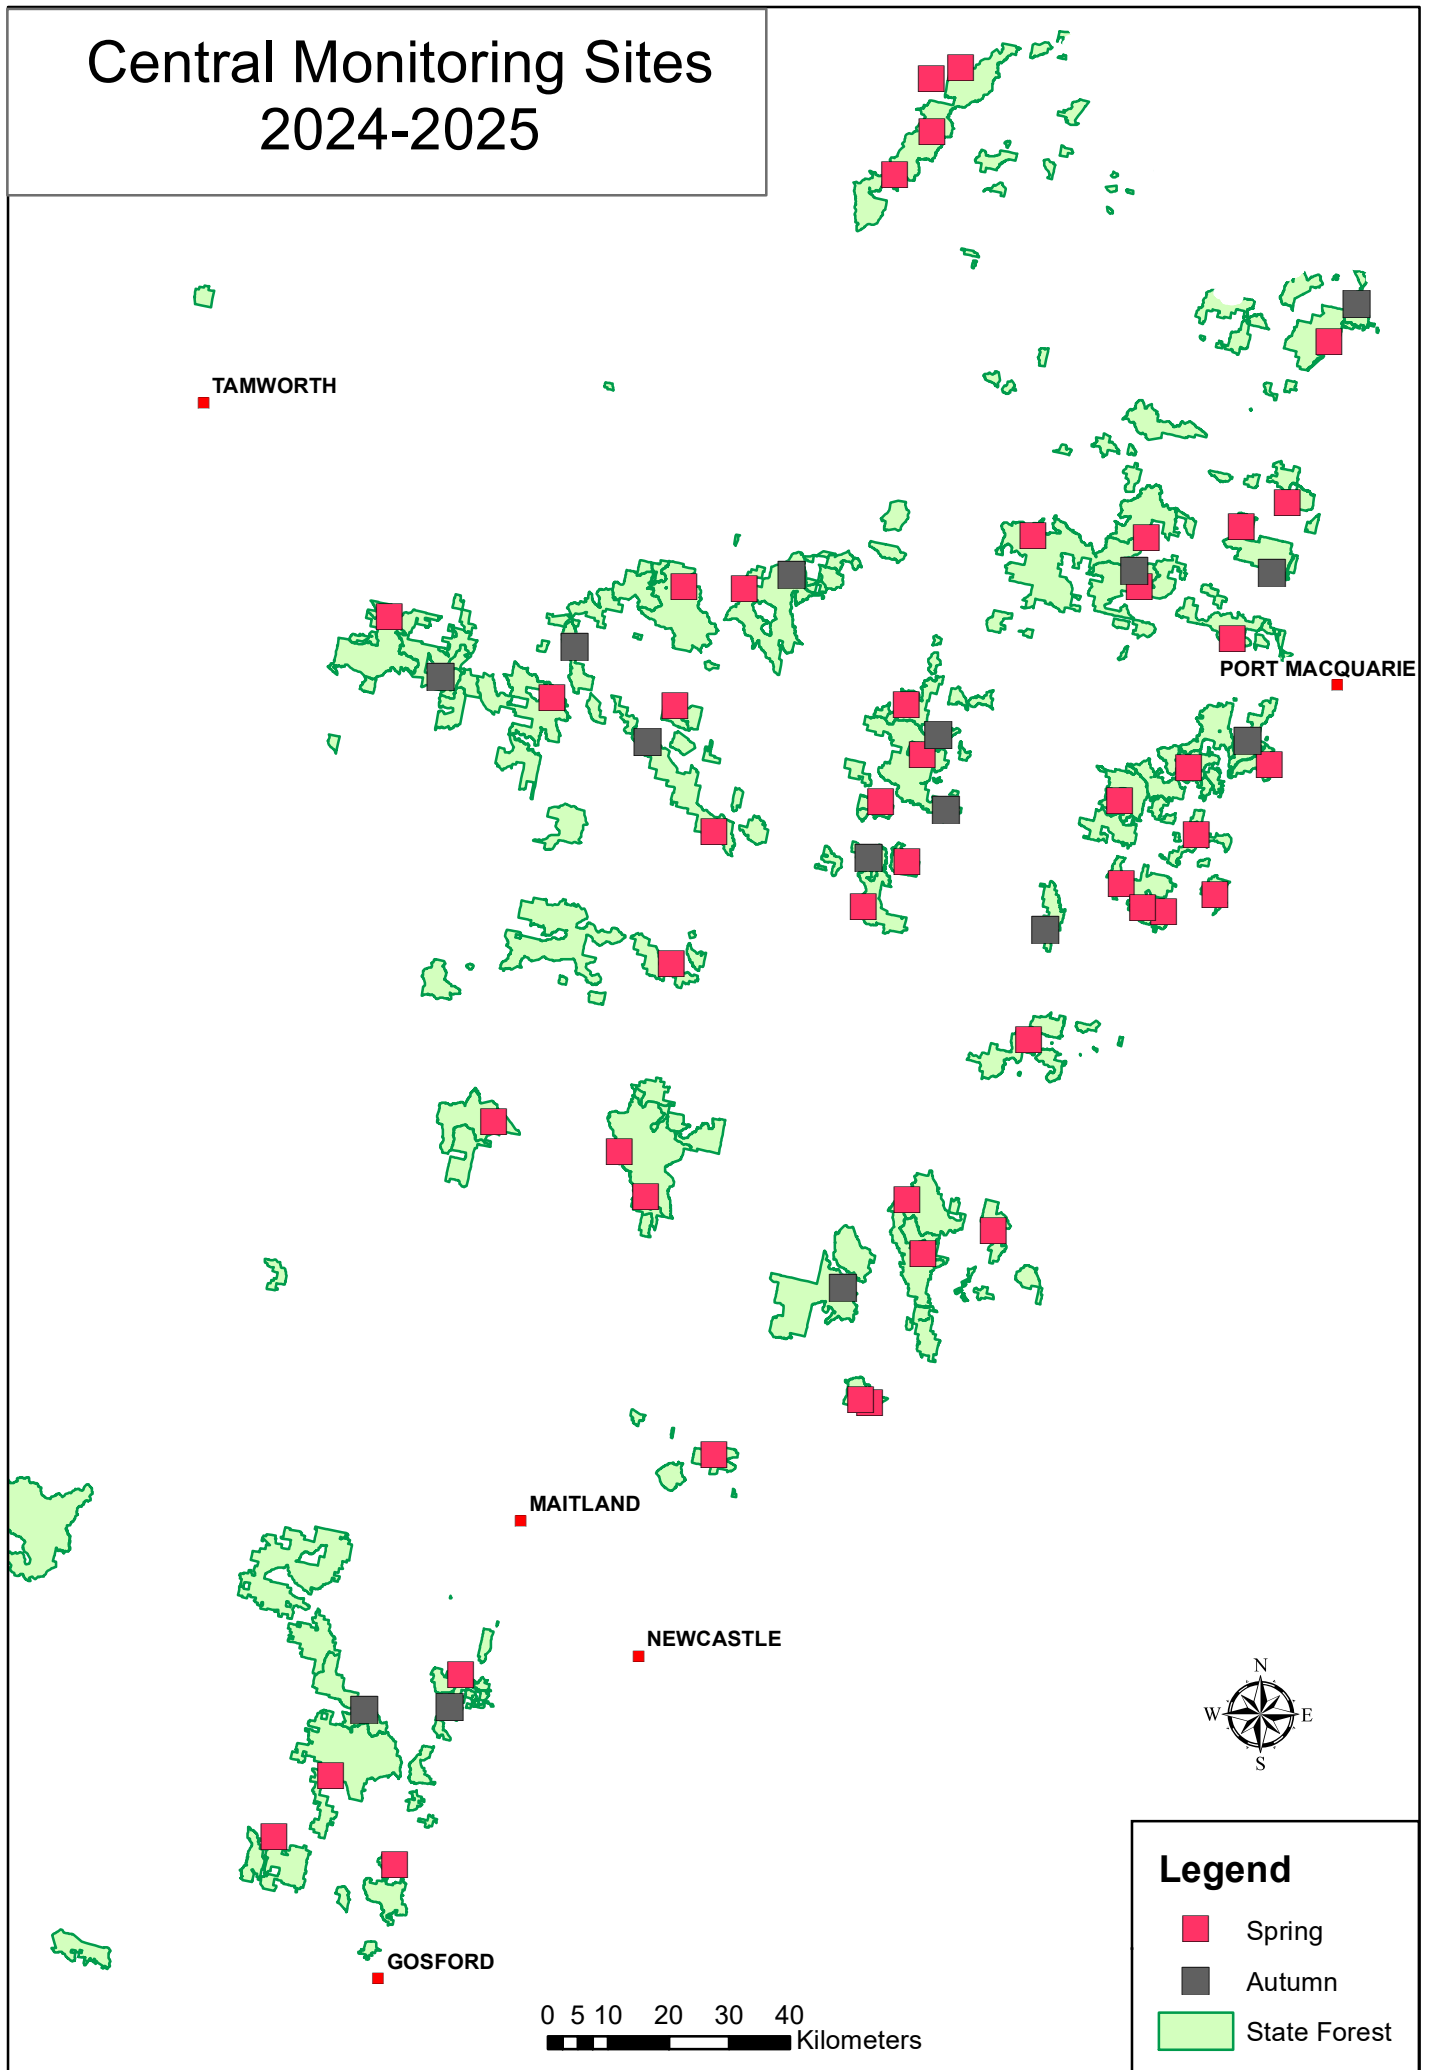 Central Monitoring Sites
2024-2025
TAMWORTH
PORT MACQUARIE
MAITLAND
NEWCASTLE
N
W E
S
Legend
Spring
Autumn
State Forest
GOSFORD
0 5 10 20 30 40
Kilometers